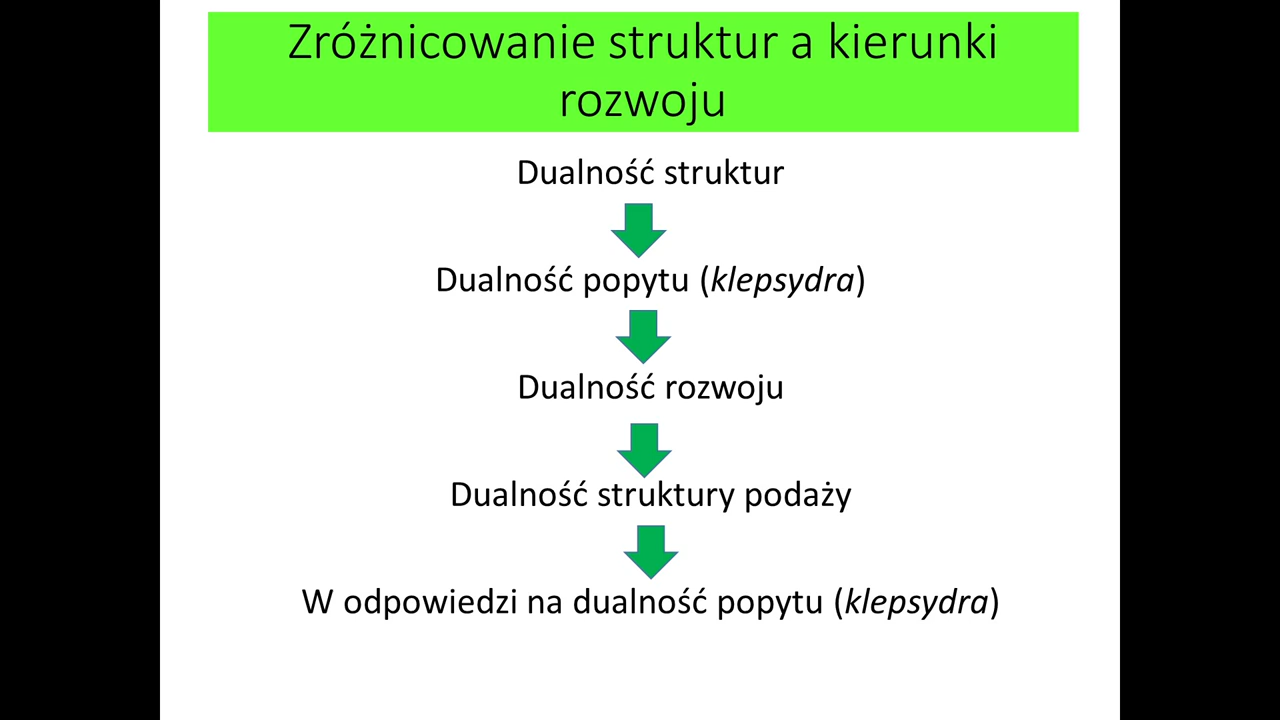 Zróżnicowanie struktur a kierunki
rozwoju
Dualność struktur
Dualność popytu (klepsydra)
Dualność rozwoju
Dualność struktury podaży
W odpowiedzi na dualność popytu (klepsydra)